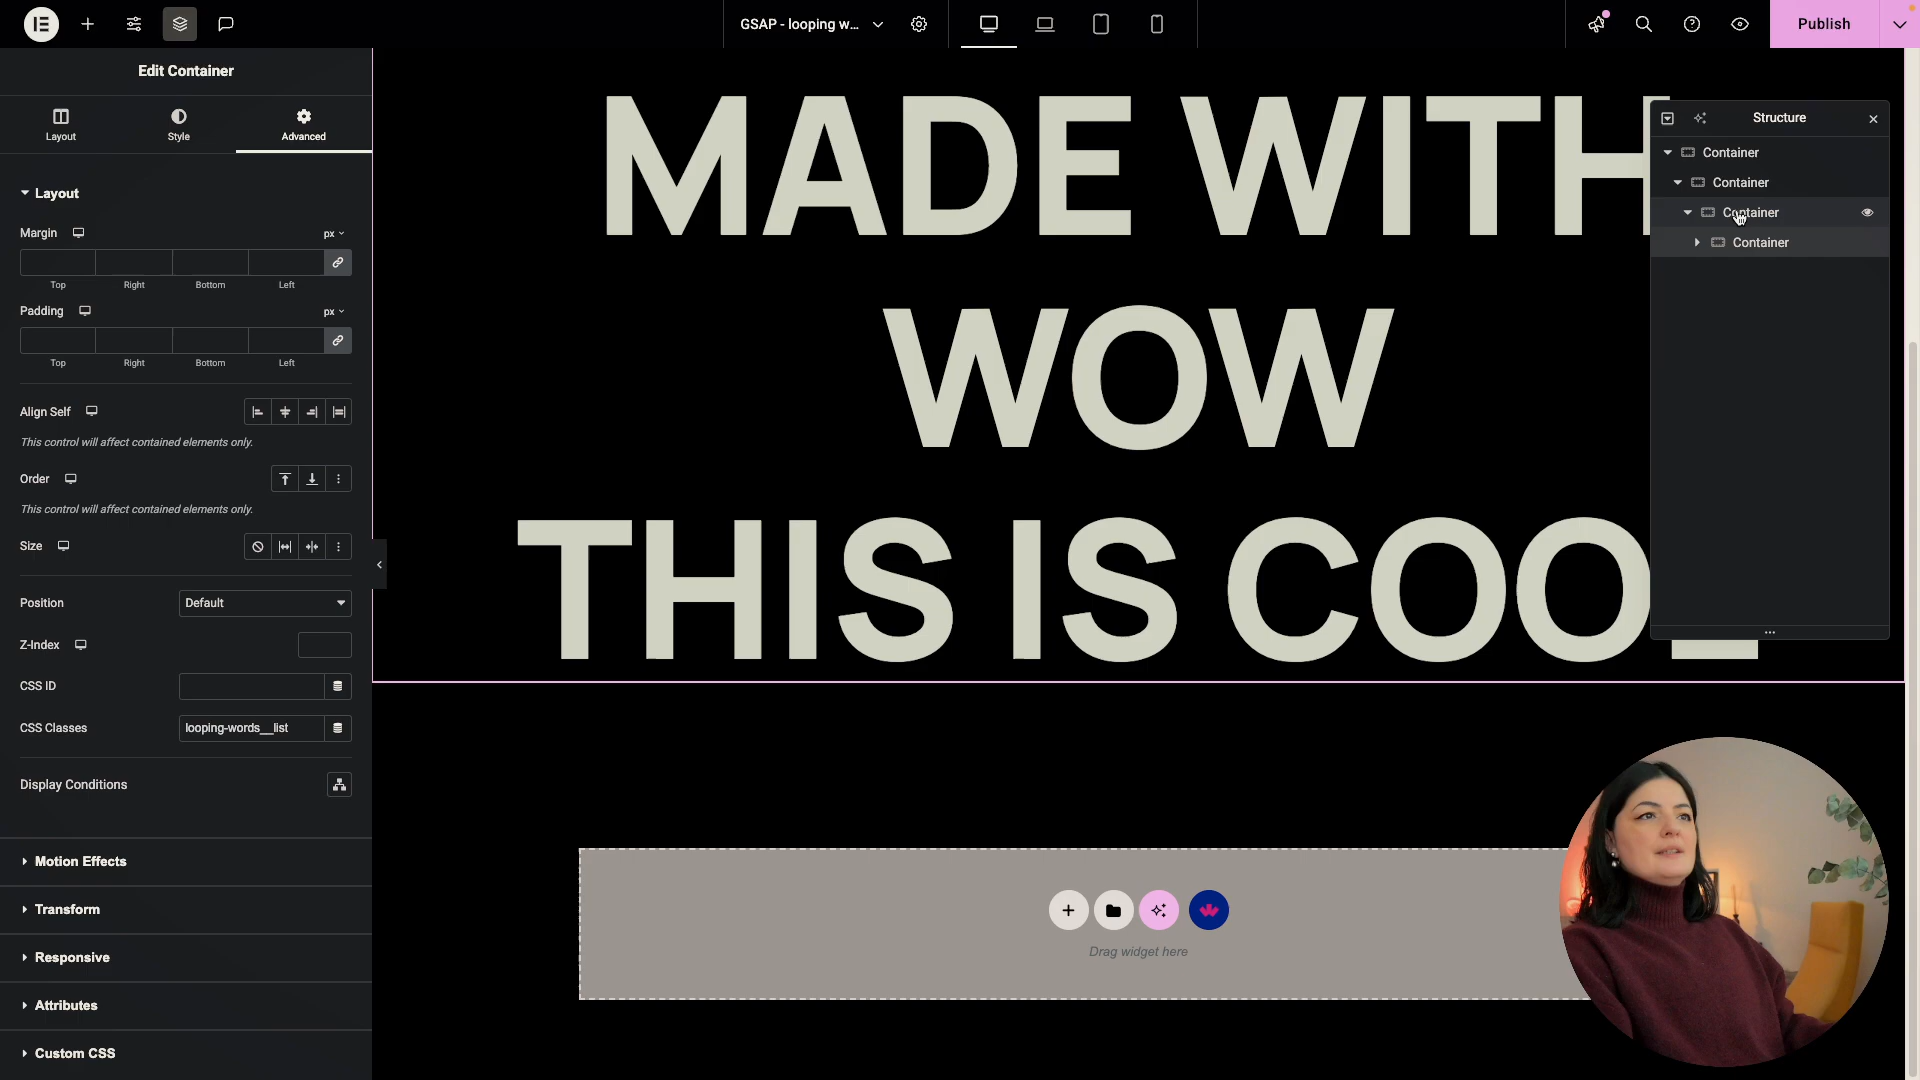 GSAP - looping w...
Publish
Edit Container
Layout
Style
Advanced
Layout
Margin
px
Top
Right
Bottom
Left
Padding
px
Top
Right
Bottom
Left
Align Self
This control will affect contained elements only.
Order
This control will affect contained elements only.
Size
Position
Default
Z-Index
CSS ID
CSS Classes
looping-words__list
Display Conditions
Motion Effects
Transform
Responsive
Attributes
Custom CSS
MADE WITH
WOW
THIS IS COOL
Structure
Container
Container
Container
Container
Drag widget here